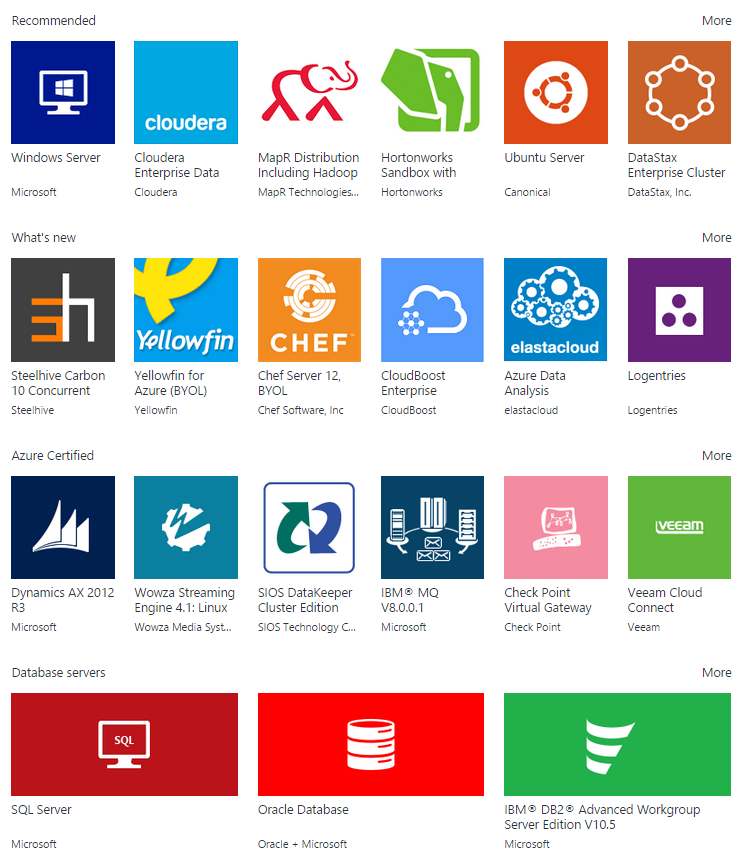 Recommended More
cloudera
Windows Server
Cloudera Enterprise Data
MapR Distribution Including Hadoop
Hortonworks Sandbox with
Ubuntu Server
DataStax Enterprise Cluster
Microsoft
Cloudera
MapR Technologies...
Hortonworks
Canonical
DataStax, Inc.
What's new More
sh
Yellowfin
CHEF™
elastacloud
Steelhive Carbon 10 Concurrent
Yellowfin for Azure (BYOL)
Chef Server 12, BYOL
CloudBoost Enterprise
Azure Data Analysis
Logentries
Steelhive
Yellowfin
Chef Software, Inc
CloudBoost
elastacloud
Logentries
Azure Certified More
veeam
Dynamics AX 2012 R3
Wowza Streaming Engine 4.1: Linux
SIOS DataKeeper Cluster Edition
IBM® MQ V8.0.0.1
Check Point Virtual Gateway
Veeam Cloud Connect
Microsoft
Wowza Media Syst...
SIOS Technology C...
Microsoft
Check Point
Veeam
Database servers More
SQL
SQL Server
Oracle Database
IBM® DB2® Advanced Workgroup
Server Edition V10.5
Microsoft
Oracle + Microsoft
Microsoft